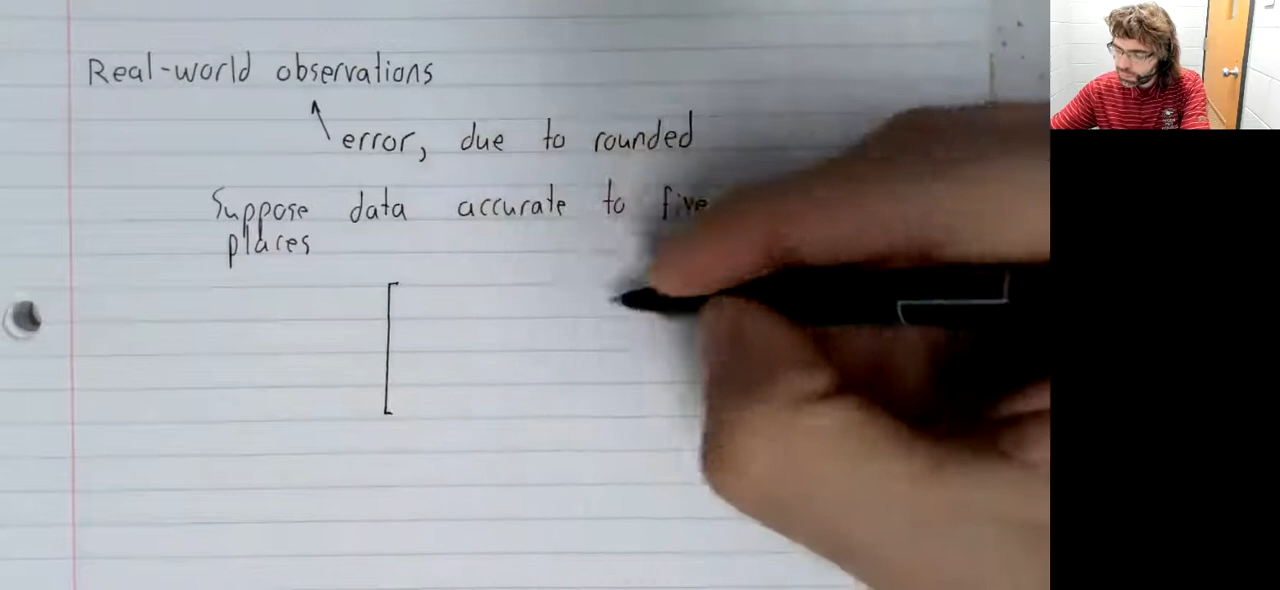 Real-world observations
error, due to rounded
Suppose data accurate to five
places